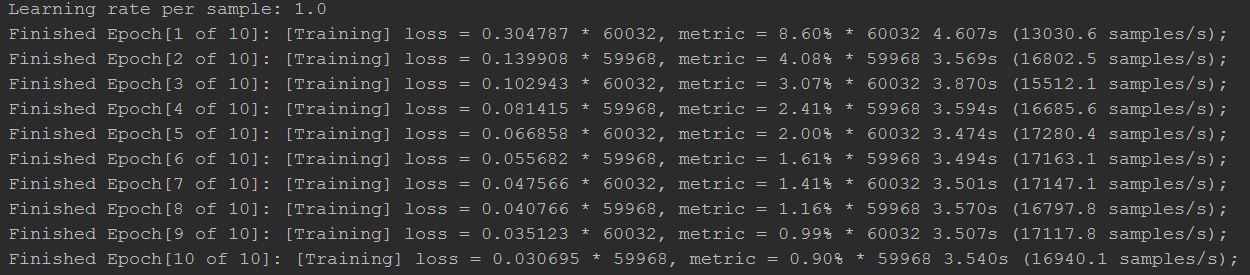 Learning rate per sample: 1.0
Finished Epoch[1 of 10]: [Training] loss = 0.304787 * 60032, metric = 8.60% * 60032 4.607s (13030.6 samples/s);
Finished Epoch[2 of 10]: [Training] loss = 0.139908 * 59968, metric = 4.08% * 59968 3.569s (16802.5 samples/s);
Finished Epoch[3 of 10]: [Training] loss = 0.102943 * 60032, metric = 3.07% * 60032 3.870s (15512.1 samples/s);
Finished Epoch[4 of 10]: [Training] loss = 0.081415 * 59968, metric = 2.41% * 59968 3.594s (16685.6 samples/s);
Finished Epoch[5 of 10]: [Training] loss = 0.066858 * 60032, metric = 2.00% * 60032 3.474s (17280.4 samples/s);
Finished Epoch[6 of 10]: [Training] loss = 0.055682 * 59968, metric = 1.61% * 59968 3.494s (17163.1 samples/s);
Finished Epoch[7 of 10]: [Training] loss = 0.047566 * 60032, metric = 1.41% * 60032 3.501s (17147.1 samples/s);
Finished Epoch[8 of 10]: [Training] loss = 0.040766 * 59968, metric = 1.16% * 59968 3.570s (16797.8 samples/s);
Finished Epoch[9 of 10]: [Training] loss = 0.035123 * 60032, metric = 0.99% * 60032 3.507s (17117.8 samples/s);
Finished Epoch[10 of 10]: [Training] loss = 0.030695 * 59968, metric = 0.90% * 59968 3.540s (16940.1 samples/s);